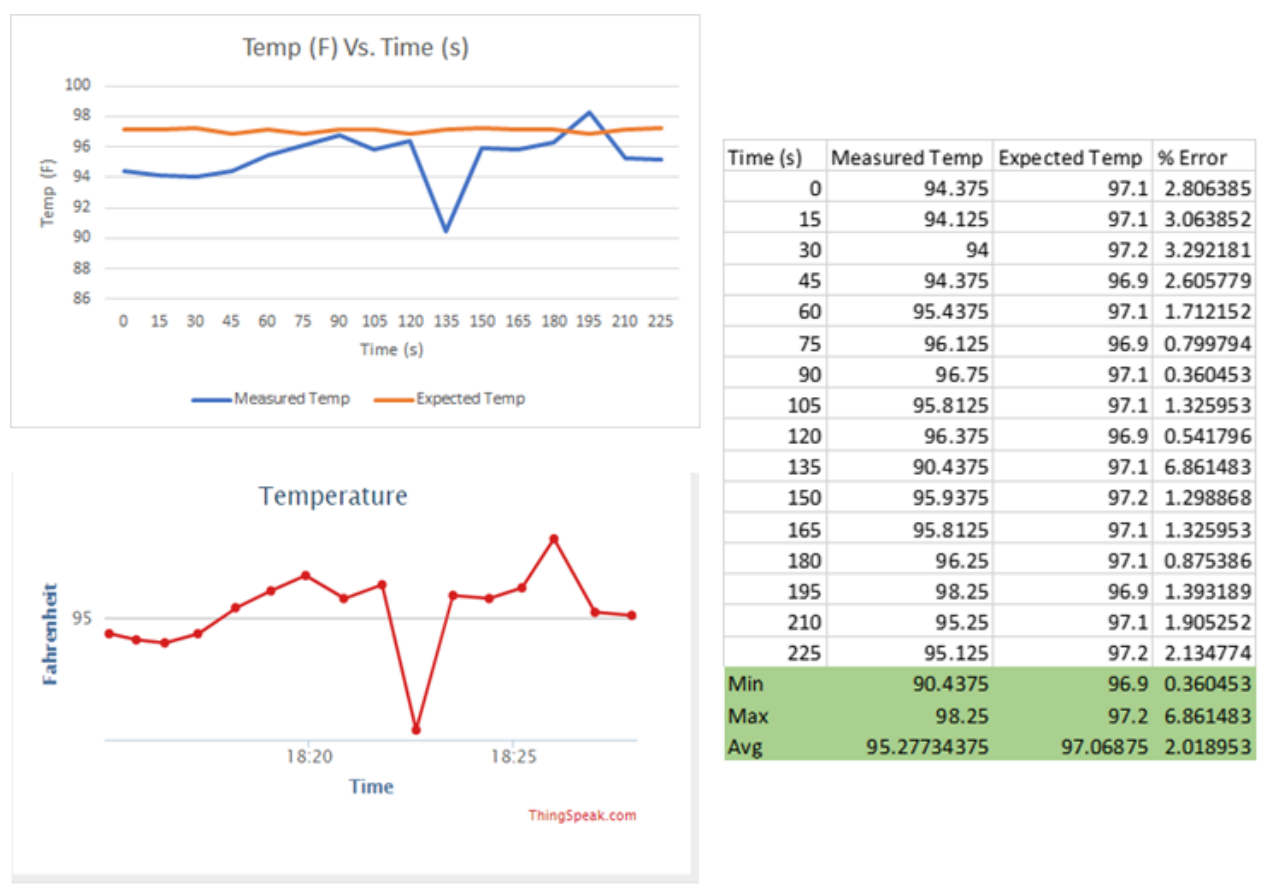 Temp (F) Vs. Time (s)
100
98
96
94
92
90
88
86
Temp (F)
0 15 30 45 60 75 90 105 120 135 150 165 180 195 210 225
Time (s)
Measured Temp Expected Temp
Temperature
Fahrenheit
95
18:20 18:25
Time
ThingSpeak.com
Time (s) Measured Temp Expected Temp % Error
0 94.375 97.1 2.806385
15 94.125 97.1 3.063852
30 94 97.2 3.292181
45 94.375 96.9 2.605779
60 95.4375 97.1 1.712152
75 96.125 96.9 0.799794
90 96.75 97.1 0.360453
105 95.8125 97.1 1.325953
120 96.375 96.9 0.541796
135 90.4375 97.1 6.861483
150 95.9375 97.2 1.298868
165 95.8125 97.1 1.325953
180 96.25 97.1 0.875386
195 98.25 96.9 1.393189
210 95.25 97.1 1.905252
225 95.125 97.2 2.134774
Min 90.4375 96.9 0.360453
Max 98.25 97.2 6.861483
Avg 95.27734375 97.06875 2.018953